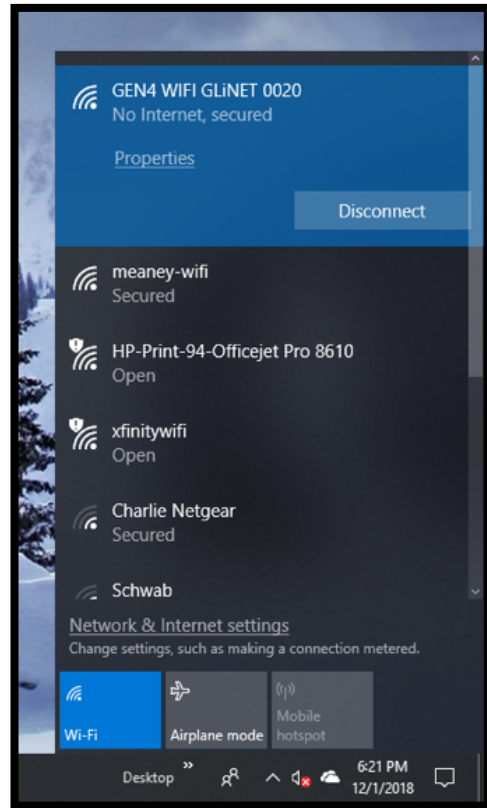 GEN4 WIFI GLiNET 0020
No Internet, secured
Properties
Disconnect
meaney-wifi
Secured
HP-Print-94-Officejet Pro 8610
Open
xfinitywifi
Open
Charlie Netgear
Secured
Schwab
Network & Internet settings
Change settings, such as making a connection metered.
Wi-Fi
Airplane mode
Mobile
hotspot
Desktop
6:21 PM
12/1/2018